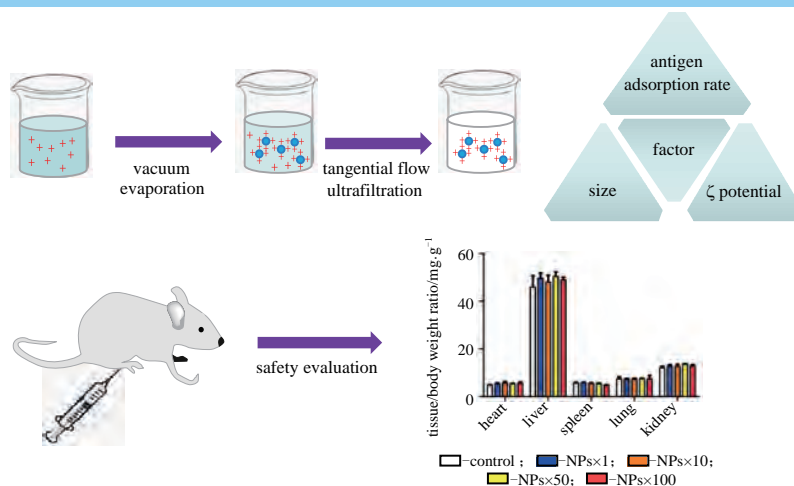 vacuum
evaporation
tangential flow
ultrafiltration
antigen
adsorption rate
factor
size
ζ potential
safety evaluation
tissue/body weight ratio/mg·g⁻¹
60
40
20
0
heart
liver
spleen
lung
kidney
–control ; –NPs×1; –NPs×10;
–NPs×50; –NPs×100